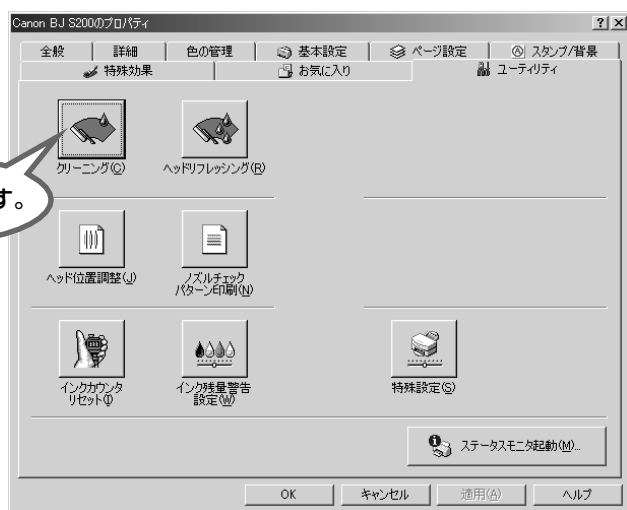 Canon BJ S200のプロパティ
全般 詳細 色の管理 基本設定 ページ設定 スタンプ/背景
特殊効果 お気に入り ユーティリティ
クリーニング(C) ヘッドリフレッシング(R)
す。
ヘッド位置調整(J) ノズルチェック
パターン印刷(N)
インクカウンタ
リセット(I)
インク残量警告
設定(W)
特殊設定(S)
ステータスモニタ起動(M)...
OK キャンセル 適用(A) ヘルプ